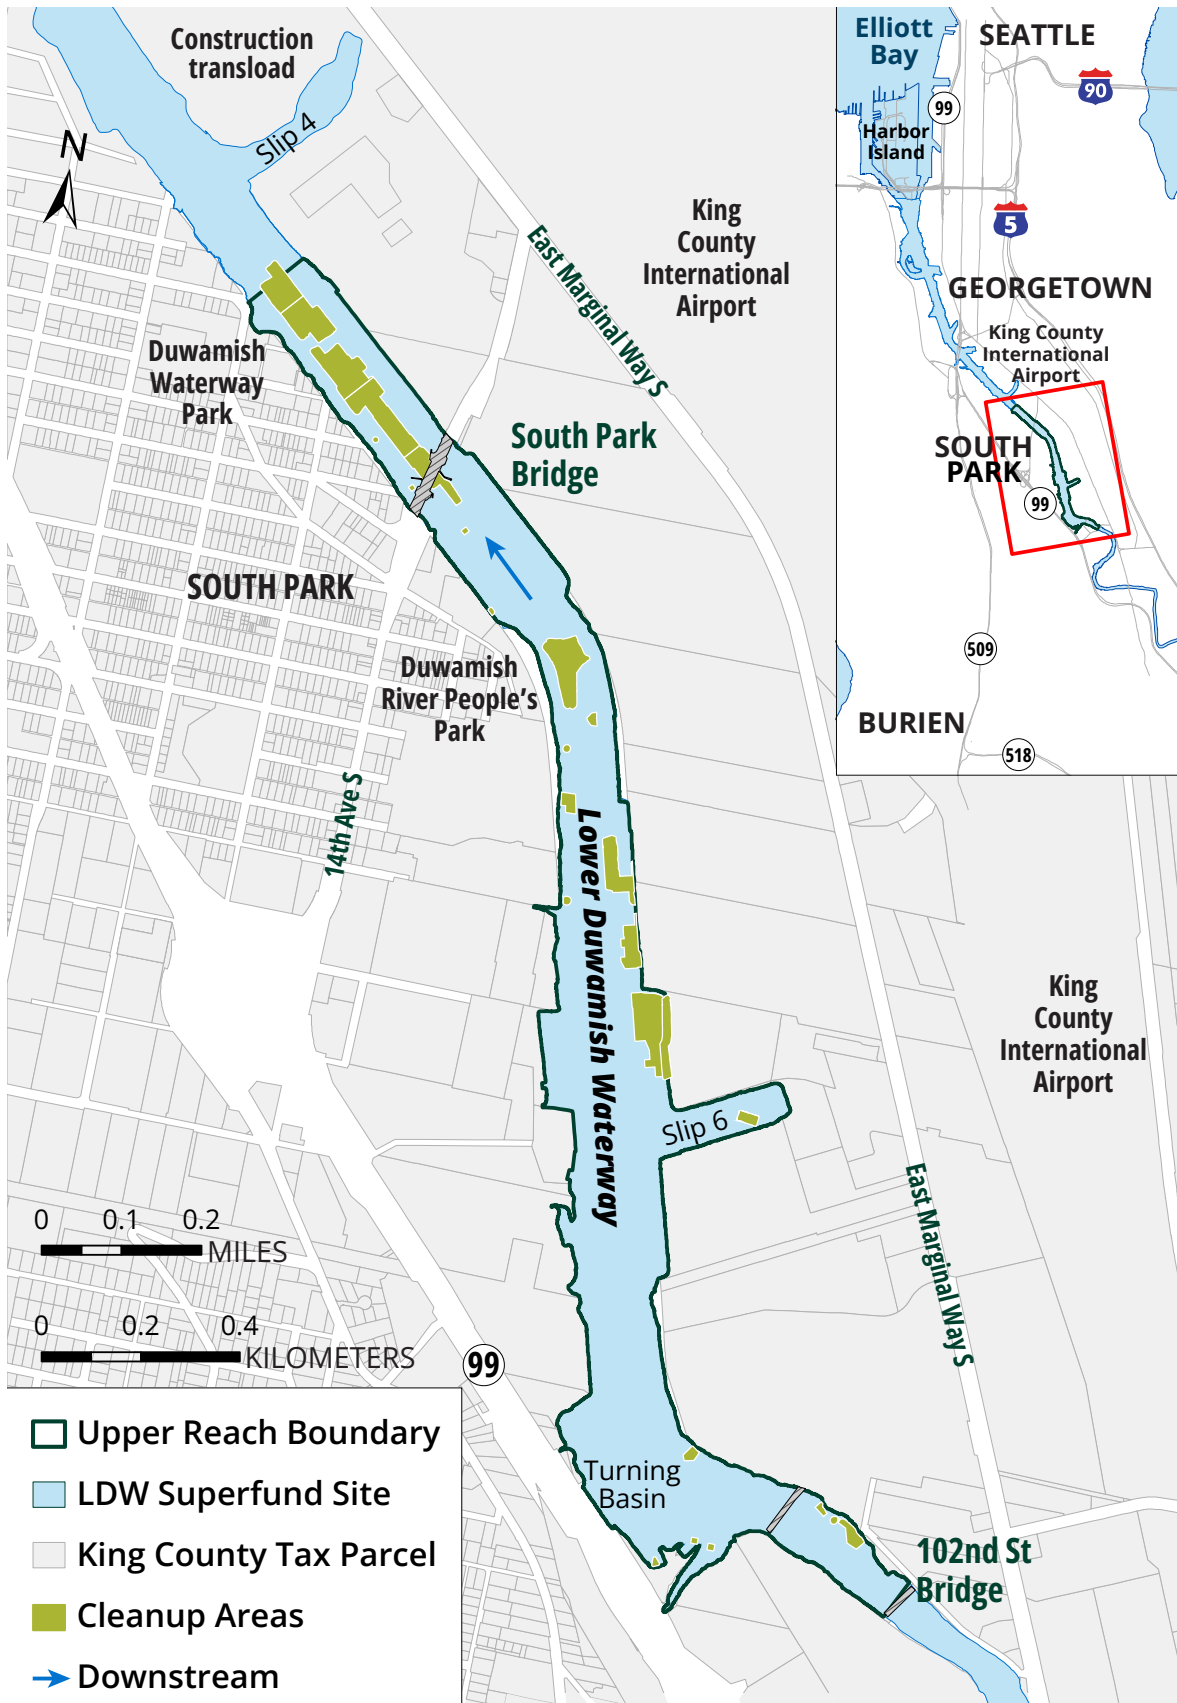 Construction
transload
Slip 4
N
King
County
International
Airport
East Marginal Way S
Duwamish
Waterway
Park
South Park
Bridge
SOUTH PARK
Duwamish
River People's
Park
14th Ave S
Lower Duwamish Waterway
King
County
International
Airport
Slip 6
East Marginal Way S
0 0.1 0.2
MILES
0 0.2 0.4
KILOMETERS
99
Turning
Basin
102nd St
Bridge
Upper Reach Boundary
LDW Superfund Site
King County Tax Parcel
Cleanup Areas
Downstream
Elliott
Bay
SEATTLE
90
99
Harbor
Island
5
GEORGETOWN
King County
International
Airport
SOUTH
PARK
99
509
BURIEN
518